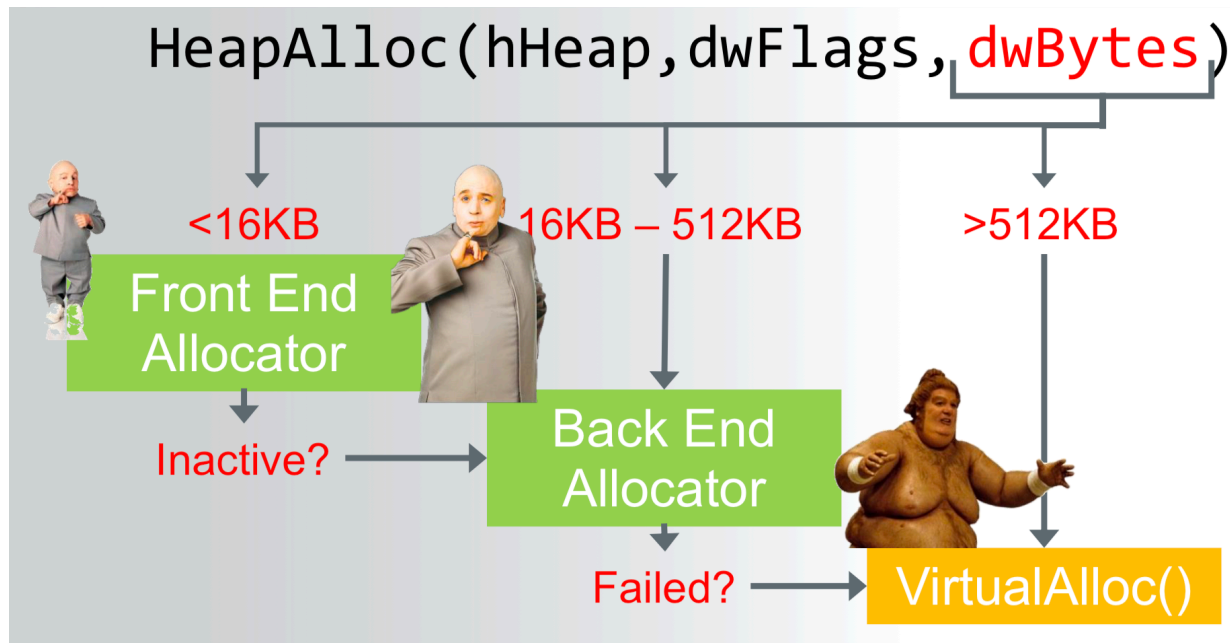 HeapAlloc(hHeap,dwFlags,dwBytes)
<16KB
16KB – 512KB
>512KB
Front End
Allocator
Inactive?
Back End
Allocator
Failed?
VirtualAlloc()